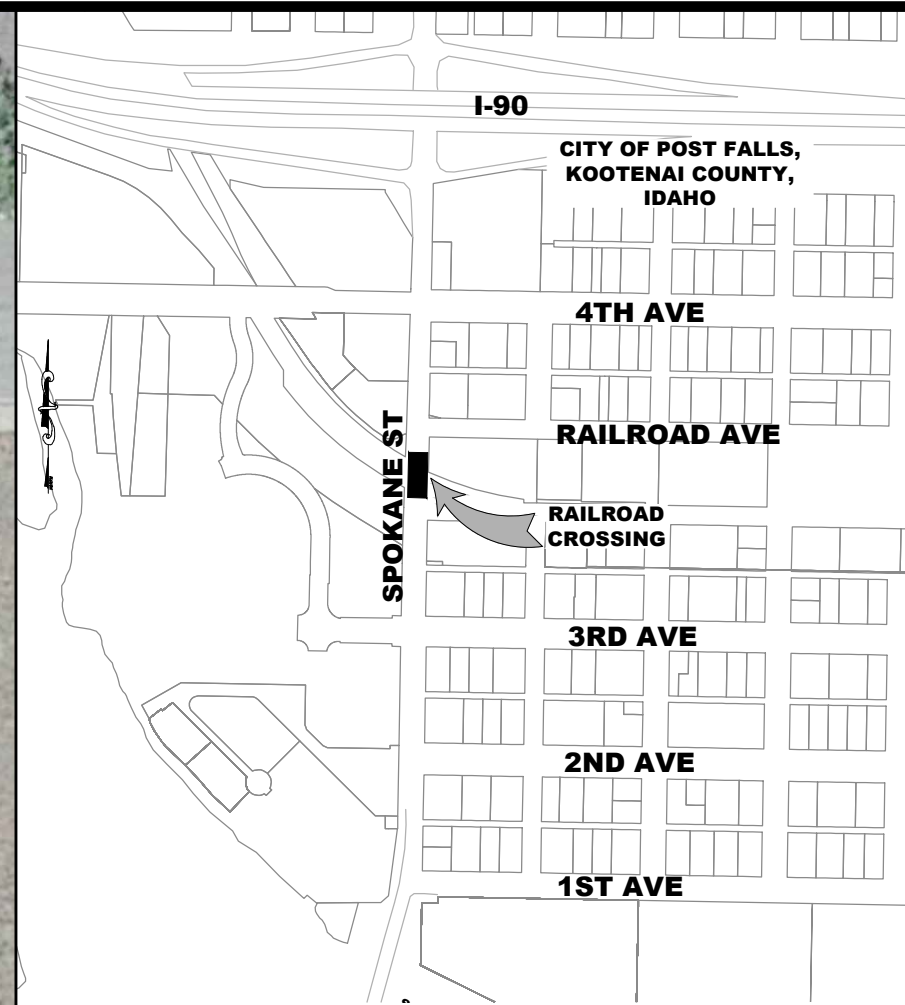 I-90
CITY OF POST FALLS,
KOOTENAI COUNTY,
IDAHO
4TH AVE
RAILROAD AVE
SPOKANE ST
RAILROAD
CROSSING
3RD AVE
2ND AVE
1ST AVE